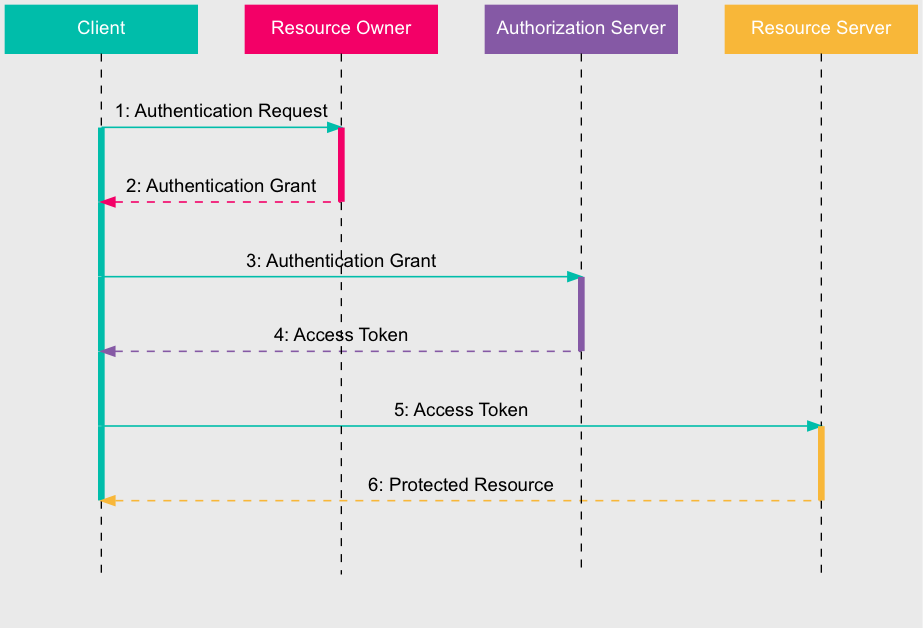 Client
Resource Owner
Authorization Server
Resource Server
1: Authentication Request
2: Authentication Grant
3: Authentication Grant
4: Access Token
5: Access Token
6: Protected Resource